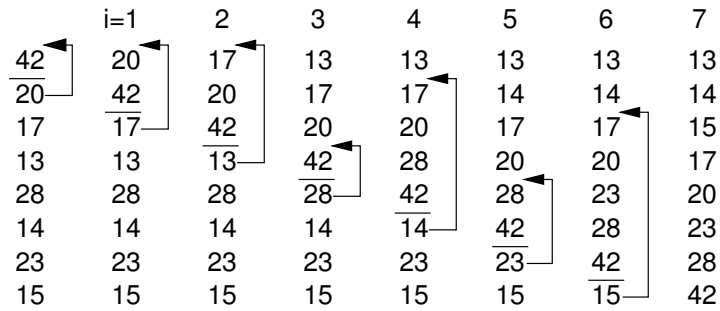 i=1 2 3 4 5 6 7
42 20 17 13 13 13 13 13
20 42 20 17 17 14 14 14
17 17 42 20 20 17 17 15
13 13 13 42 28 20 20 17
28 28 28 28 42 28 23 20
14 14 14 14 14 42 28 23
23 23 23 23 23 23 42 28
15 15 15 15 15 15 15 42